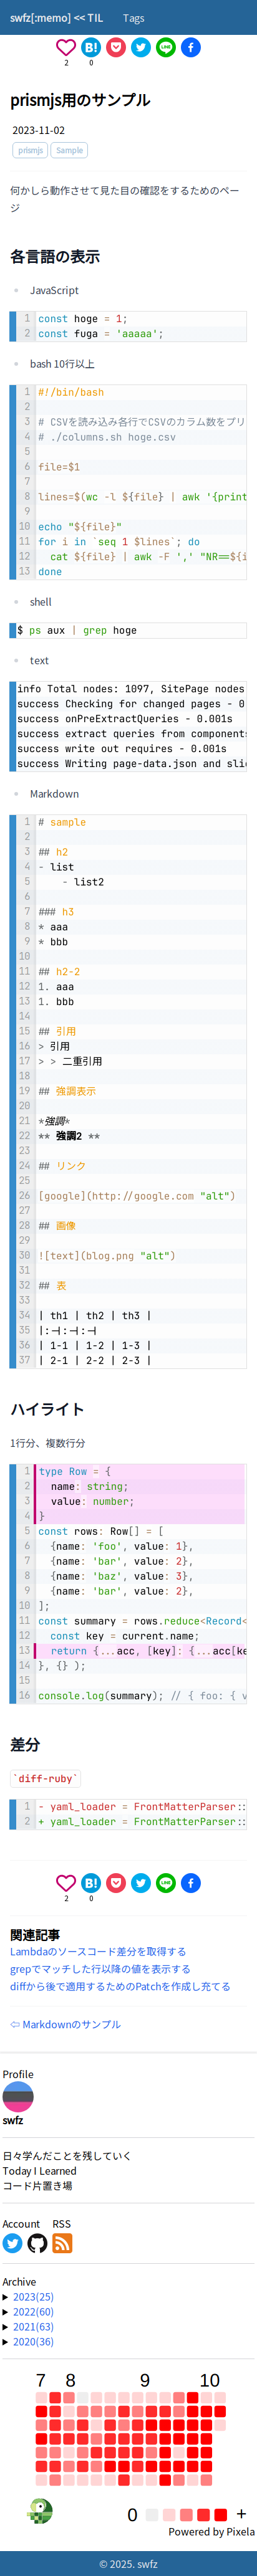 swfz[:memo] << TIL Tags
2 0
prismjs用のサンプル
2023-11-02
prismjs Sample
何かしら動作させて見た目の確認をするためのページ
各言語の表示
JavaScript
1 const hoge = 1;
2 const fuga = 'aaaaa';
bash 10行以上
1 #!/bin/bash
2
3 # CSVを読み込み各行でCSVのカラム数をプリ
4 # ./columns.sh hoge.csv
5
6 file=$1
7
8 lines=$(wc -l ${file} | awk '{print
9
10 echo "${file}"
11 for i in `seq 1 $lines`; do
12   cat ${file} | awk -F ',' "NR==${i
13 done
shell
$ ps aux | grep hoge
text
info Total nodes: 1097, SitePage nodes
success Checking for changed pages - 0
success onPreExtractQueries - 0.001s
success extract queries from components
success write out requires - 0.001s
success Writing page-data.json and slic
Markdown
1 # sample
2
3 ## h2
4 - list
5     - list2
6
7 ### h3
8 * aaa
9 * bbb
10
11 ## h2-2
12 1. aaa
13 1. bbb
14
15 ## 引用
16 > 引用
17 > > 二重引用
18
19 ## 強調表示
20
21 *強調*
22 ** 強調2 **
23
24 ## リンク
25
26 [google](http://google.com "alt")
27
28 ## 画像
29
30 ![text](blog.png "alt")
31
32 ## 表
33
34 | th1 | th2 | th3 |
35 |:-|:-|:-|
36 | 1-1 | 1-2 | 1-3 |
37 | 2-1 | 2-2 | 2-3 |
ハイライト
1行分、複数行分
1 type Row = {
2   name: string;
3   value: number;
4 }
5 const rows: Row[] = [
6   {name: 'foo', value: 1},
7   {name: 'bar', value: 2},
8   {name: 'baz', value: 3},
9   {name: 'bar', value: 2},
10 ];
11 const summary = rows.reduce<Record<
12   const key = current.name;
13   return {...acc, [key]: {...acc[ke
14 }, {} );
15
16 console.log(summary); // { foo: { v
差分
`diff-ruby`
1 - yaml_loader = FrontMatterParser::
2 + yaml_loader = FrontMatterParser::
2 0
関連記事
Lambdaのソースコード差分を取得する
grepでマッチした行以降の値を表示する
diffから後で適用するためのPatchを作成し充てる
⇦ Markdownのサンプル
Profile
swfz
日々学んだことを残していく
Today I Learned
コード片置き場
Account RSS
Archive
2023(25)
2022(60)
2021(63)
2020(36)
7 8 9 10
0 +
Powered by Pixela
© 2025. swfz